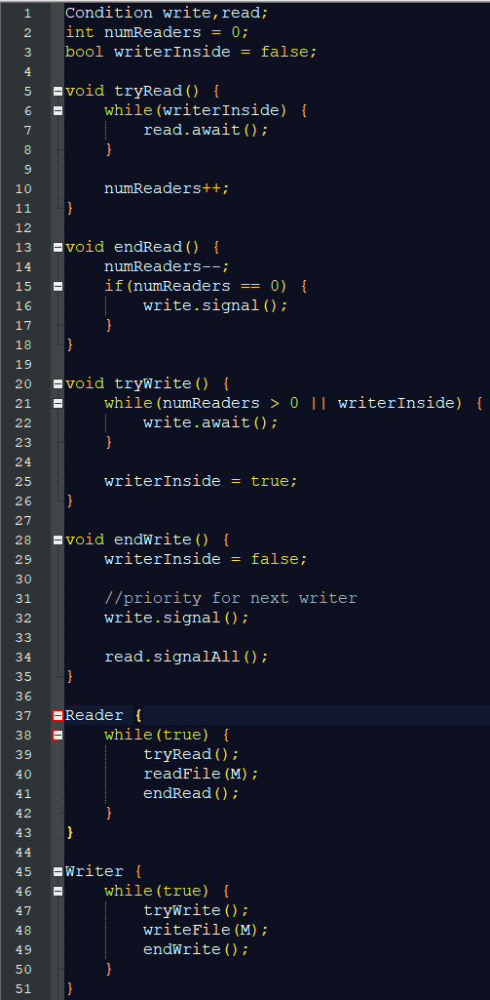 1 Condition write,read;
2 int numReaders = 0;
3 bool writerInside = false;
4
5 void tryRead() {
6     while(writerInside) {
7         read.await();
8     }
9
10     numReaders++;
11 }
12
13 void endRead() {
14     numReaders--;
15     if(numReaders == 0) {
16         write.signal();
17     }
18 }
19
20 void tryWrite() {
21     while(numReaders > 0 || writerInside) {
22         write.await();
23     }
24
25     writerInside = true;
26 }
27
28 void endWrite() {
29     writerInside = false;
30
31     //priority for next writer
32     write.signal();
33
34     read.signalAll();
35 }
36
37 Reader {
38     while(true) {
39         tryRead();
40         readFile(M);
41         endRead();
42     }
43 }
44
45 Writer {
46     while(true) {
47         tryWrite();
48         writeFile(M);
49         endWrite();
50     }
51 }